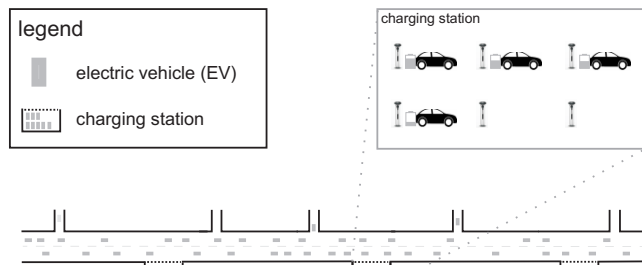 legend
electric vehicle (EV)
charging station
charging station